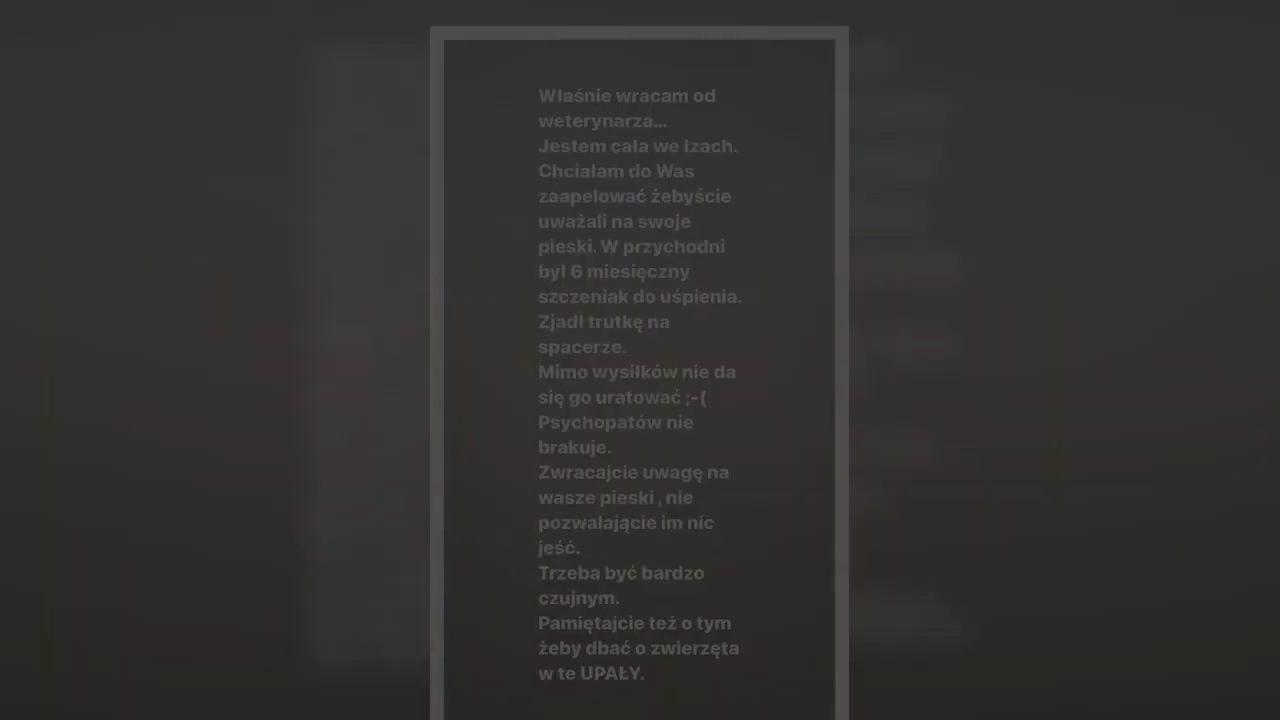 Właśnie wracam od
weterynarza...
Jestem cała we łzach.
Chciałam do Was
zaapelować żebyście
uważali na swoje
pieski. W przychodni
był 6 miesięczny
szczeniak do uśpienia.
Zjadł trutkę na
spacerze.
Mimo wysiłków nie da
się go uratować ;-(
Psychopatów nie
brakuje.
Zwracajcie uwagę na
wasze pieski , nie
pozwalającie im nic
jeść.
Trzeba być bardzo
czujnym.
Pamiętajcie też o tym
żeby dbać o zwierzęta
w te UPAŁY.